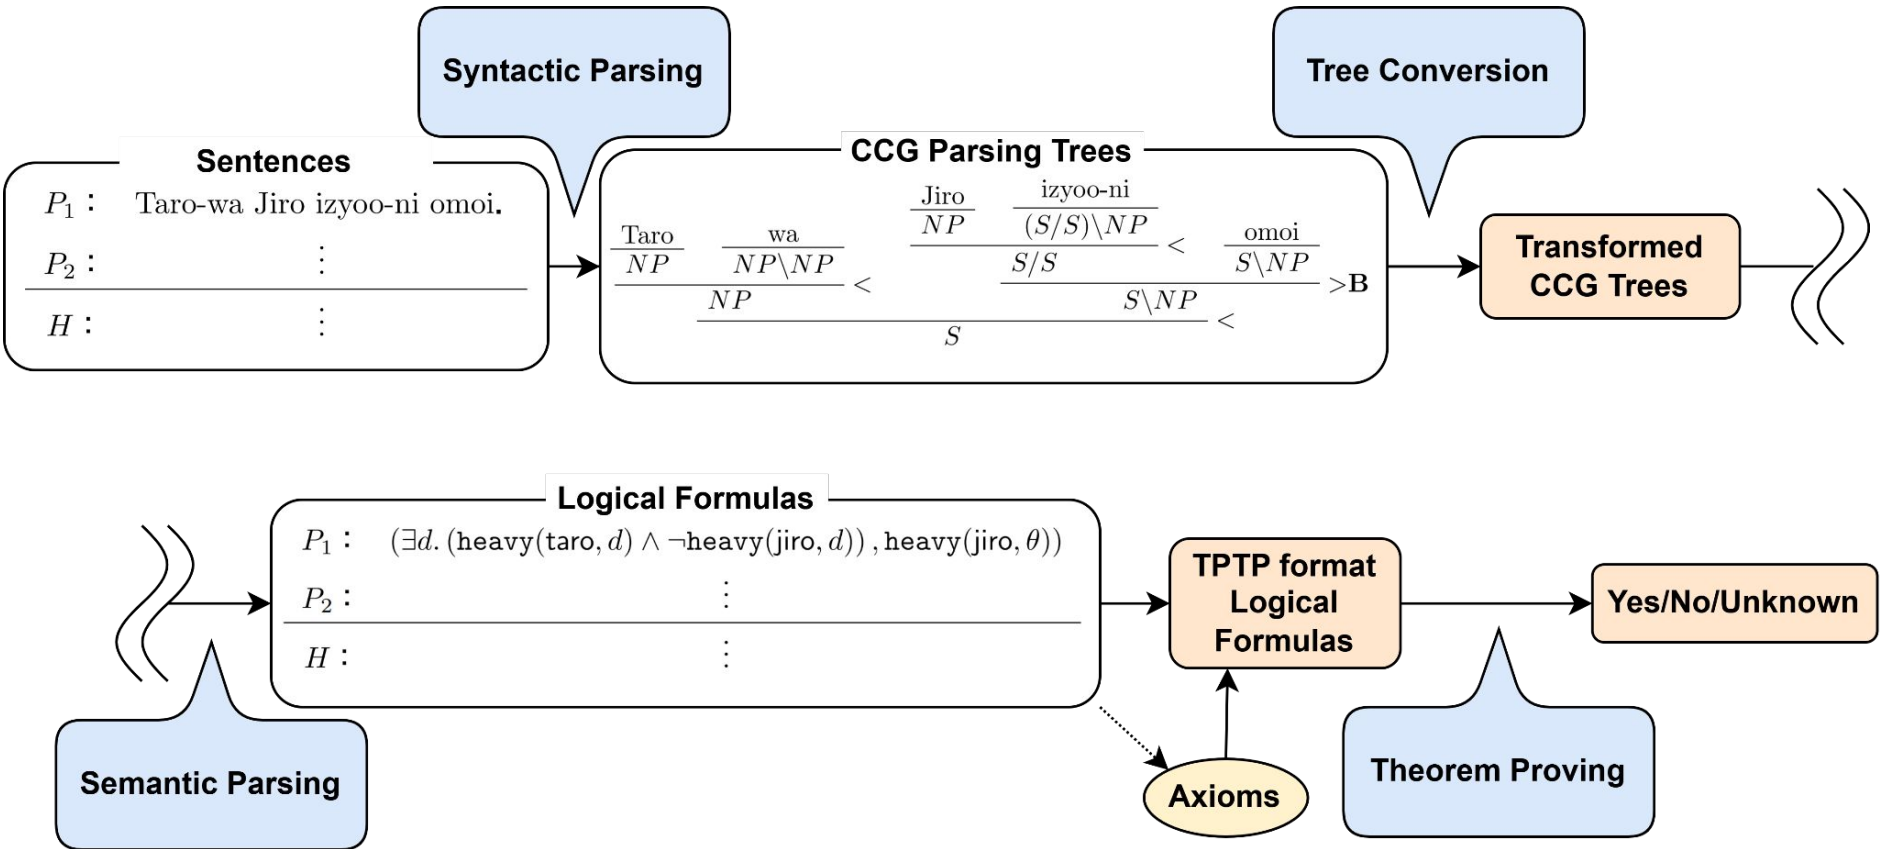 Syntactic Parsing
Tree Conversion
Sentences
P₁ : Taro-wa Jiro izyoo-ni omoi.
P₂ : ⋮
H : ⋮
CCG Parsing Trees
Jiro izyoo-ni
NP (S/S)\NP
<
Taro wa S/S omoi
NP NP\NP S\NP
< >B
NP S\NP
<
S
Transformed
CCG Trees
Logical Formulas
P₁ : (∃d. (heavy(taro, d) ∧ ¬heavy(jiro, d)) , heavy(jiro, θ))
P₂ : ⋮
H : ⋮
TPTP format
Logical
Formulas
Yes/No/Unknown
Semantic Parsing
Axioms
Theorem Proving